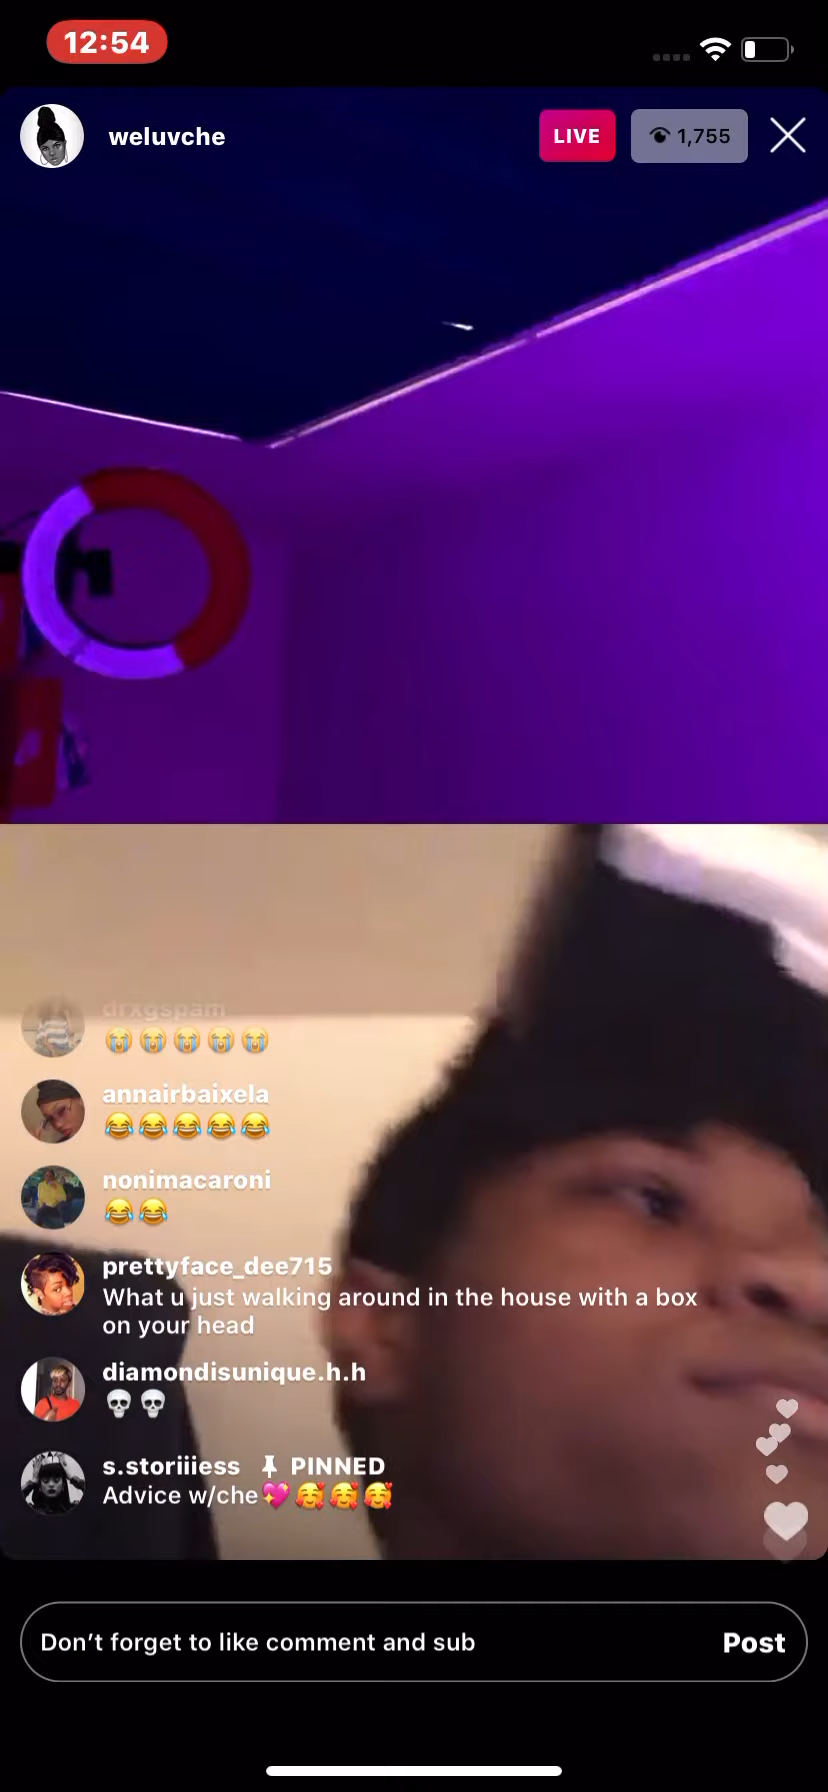 12:54
weluvche
LIVE
1,755
drxgspam
😭😭😭😭😭
annairbaixela
😂😂😂😂😂
nonimacaroni
😂😂
prettyface_dee715
What u just walking around in the house with a box
on your head
diamondisunique.h.h
💀💀
s.storiiiess PINNED
Advice w/che💖🥰🥰🥰
Don’t forget to like comment and sub
Post